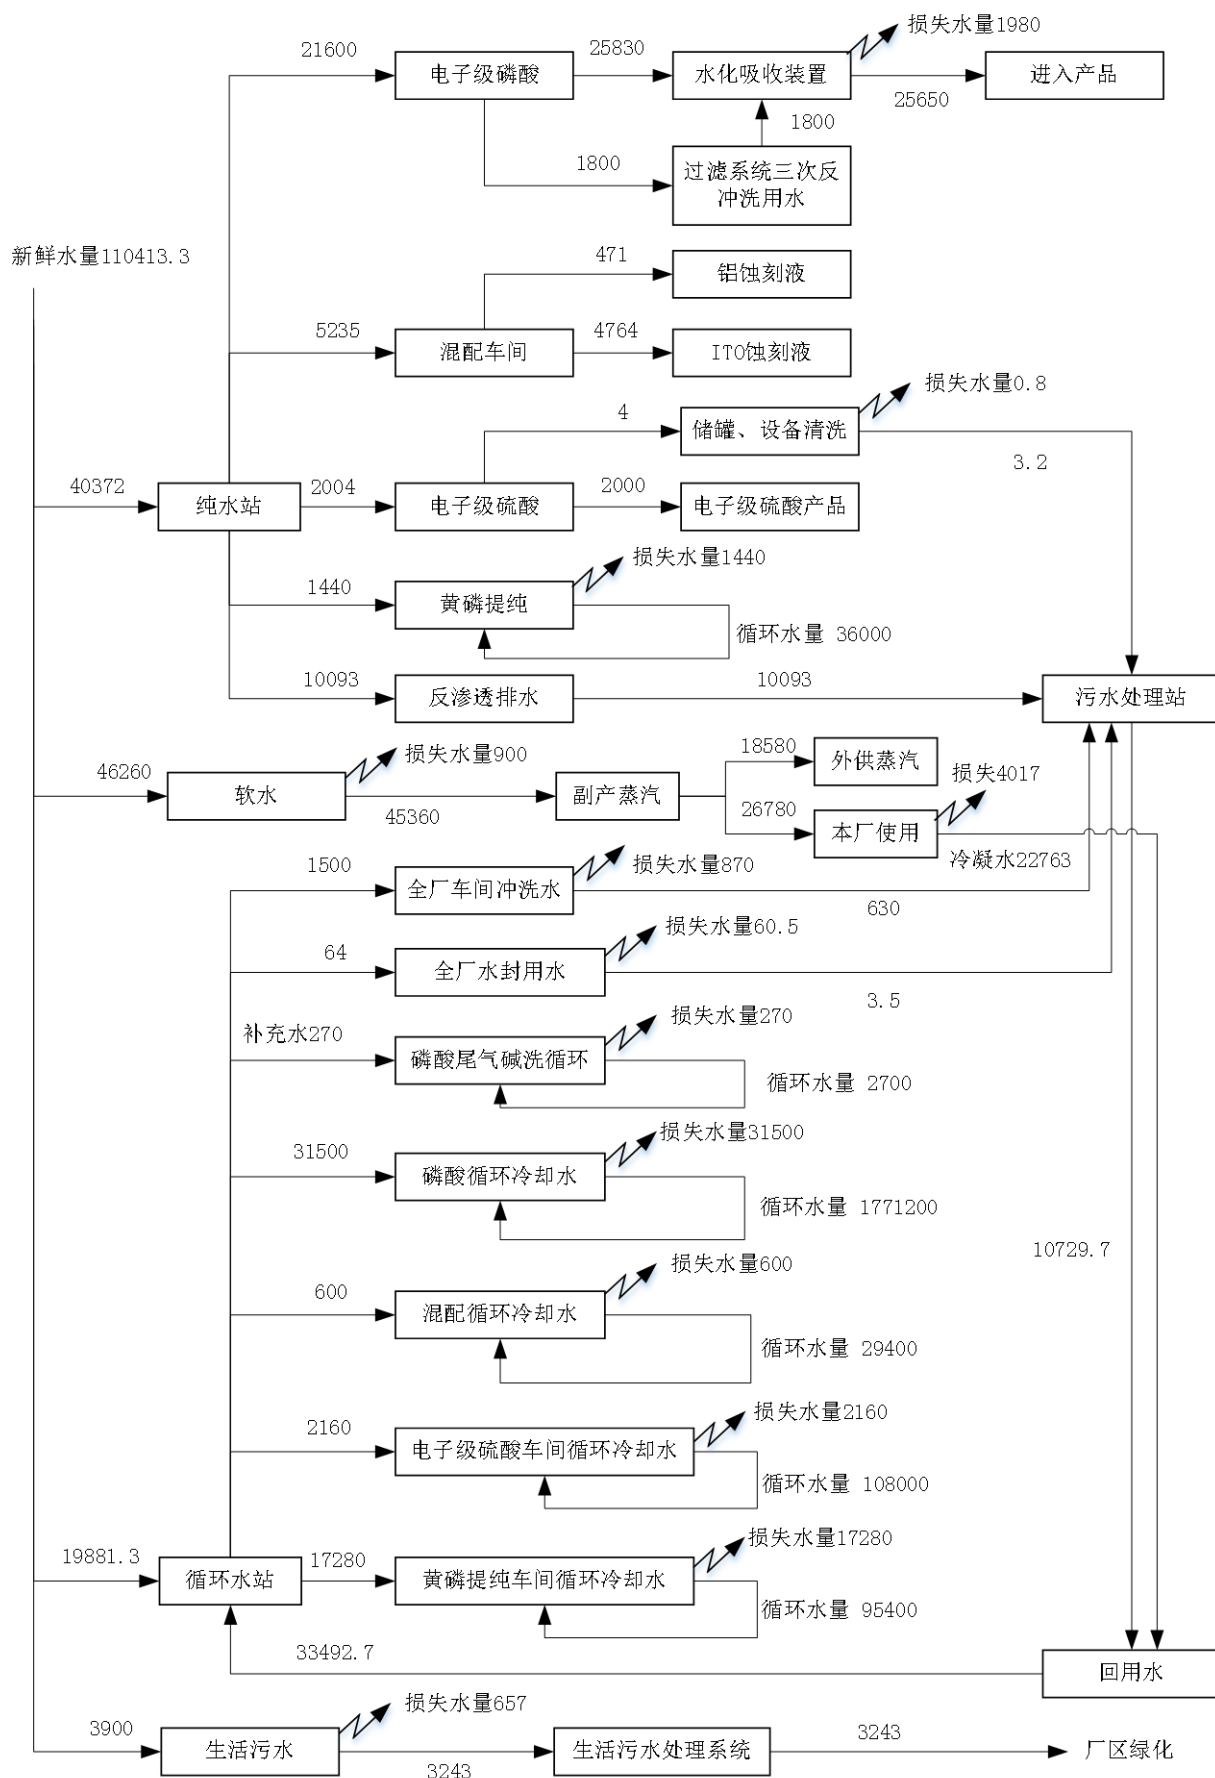 21600
电子级磷酸
25830
水化吸收装置
损失水量1980
25650
进入产品
1800
1800
过滤系统三次反
冲洗用水
新鲜水量110413.3
471
铝蚀刻液
5235
混配车间
4764
ITO蚀刻液
4
储罐、设备清洗
损失水量0.8
3.2
40372
纯水站
2004
电子级硫酸
2000
电子级硫酸产品
1440
黄磷提纯
损失水量1440
循环水量 36000
10093
反渗透排水
10093
污水处理站
46260
软水
损失水量900
45360
副产蒸汽
18580
外供蒸汽
26780
本厂使用
损失4017
冷凝水22763
1500
全厂车间冲洗水
损失水量870
630
64
全厂水封用水
损失水量60.5
3.5
补充水270
磷酸尾气碱洗循环
损失水量270
循环水量 2700
31500
磷酸循环冷却水
损失水量31500
循环水量 1771200
10729.7
600
混配循环冷却水
损失水量600
循环水量 29400
2160
电子级硫酸车间循环冷却水
损失水量2160
循环水量 108000
19881.3
循环水站
17280
黄磷提纯车间循环冷却水
损失水量17280
循环水量 95400
33492.7
回用水
3900
生活污水
损失水量657
3243
生活污水处理系统
3243
厂区绿化